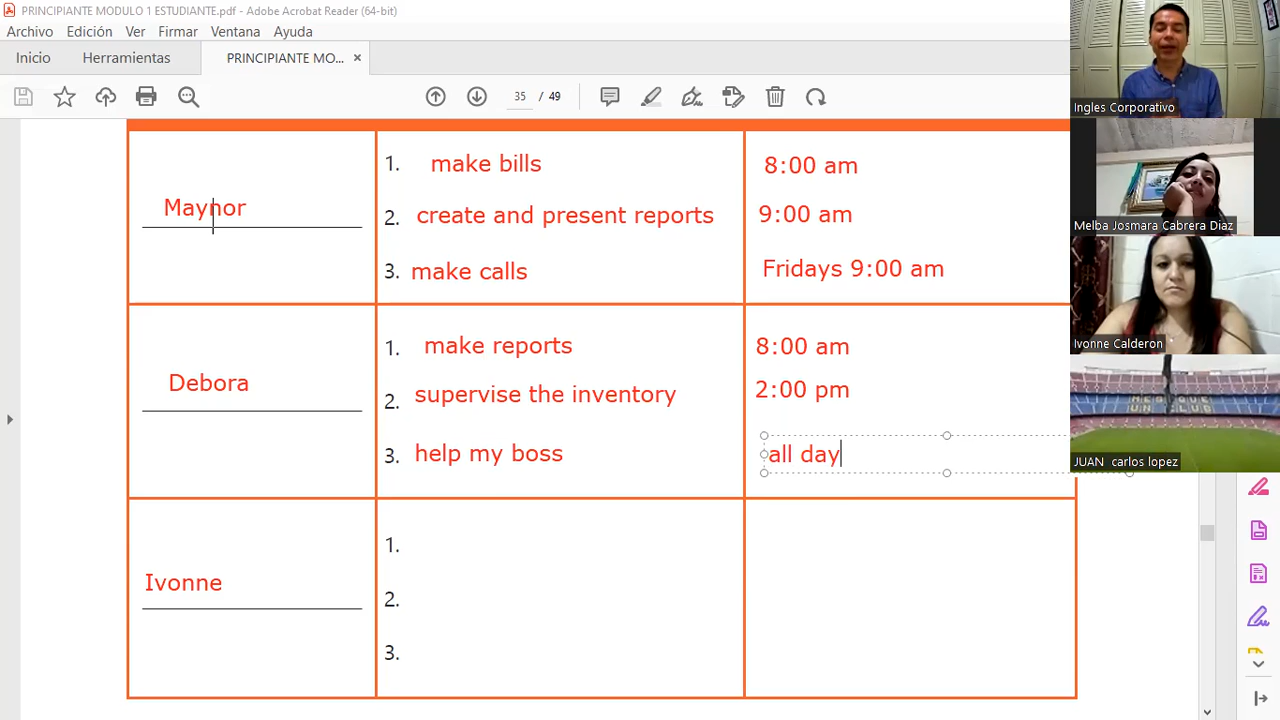 PRINCIPIANTE MODULO 1 ESTUDIANTE.pdf - Adobe Acrobat Reader (64-bit)
Archivo Edición Ver Firmar Ventana Ayuda
Inicio Herramientas PRINCIPIANTE MO... ×
35 / 49
Maynor
1. make bills 8:00 am
2. create and present reports 9:00 am
3. make calls Fridays 9:00 am
Debora
1. make reports 8:00 am
2. supervise the inventory 2:00 pm
3. help my boss all day
Ivonne
1.
2.
3.
Ingles Corporativo
Melba Josmara Cabrera Diaz
Ivonne Calderon
JUAN carlos lopez